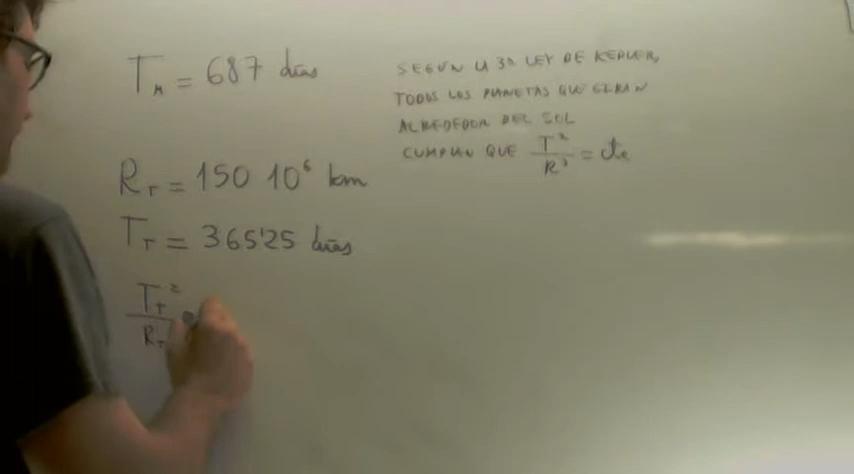 T_M = 687 días
SEGÚN LA 3ª LEY DE KEPLER,
TODOS LOS PLANETAS QUE GIRAN
ALREDEDOR DEL SOL
CUMPLEN QUE T²/R³ = cte
R_T = 150 10⁶ km
T_T = 365'25 días
T_T²/R_T